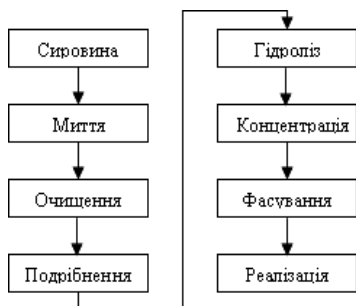 Сировина
Миття
Очищення
Подрібнення
Гідроліз
Концентрація
Фасування
Реалізація